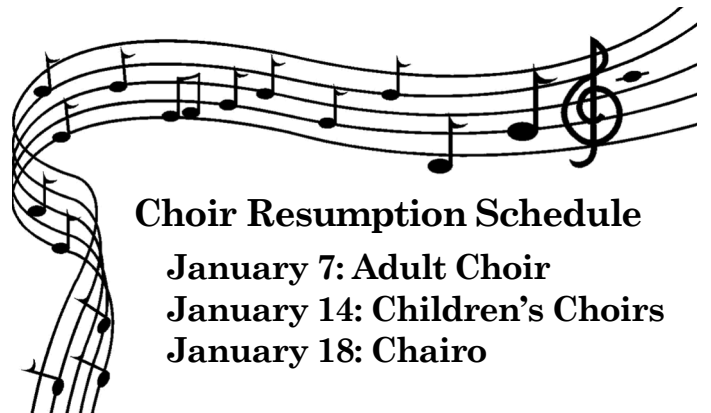 Choir Resumption Schedule
January 7: Adult Choir
January 14: Children’s Choirs
January 18: Chairo